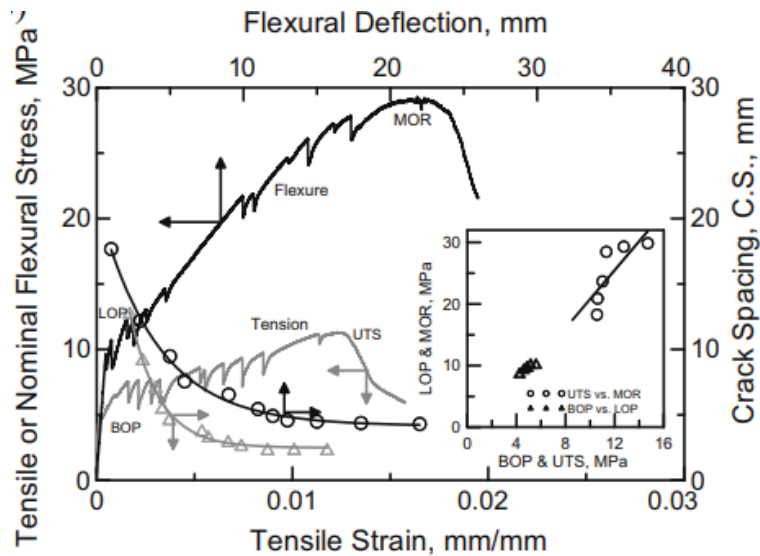 )
Flexural Deflection, mm
0 10 20 30 40
Tensile or Nominal Flexural Stress, MPa
30
20
10
0
Crack Spacing, C.S., mm
30
20
10
0
MOR
Flexure
LOP
Tension
UTS
BOP
LOP & MOR, MPa
30
20
10
0
UTS vs. MOR
BOP vs. LOP
0 4 8 12 16
BOP & UTS, MPa
0 0.01 0.02 0.03
Tensile Strain, mm/mm